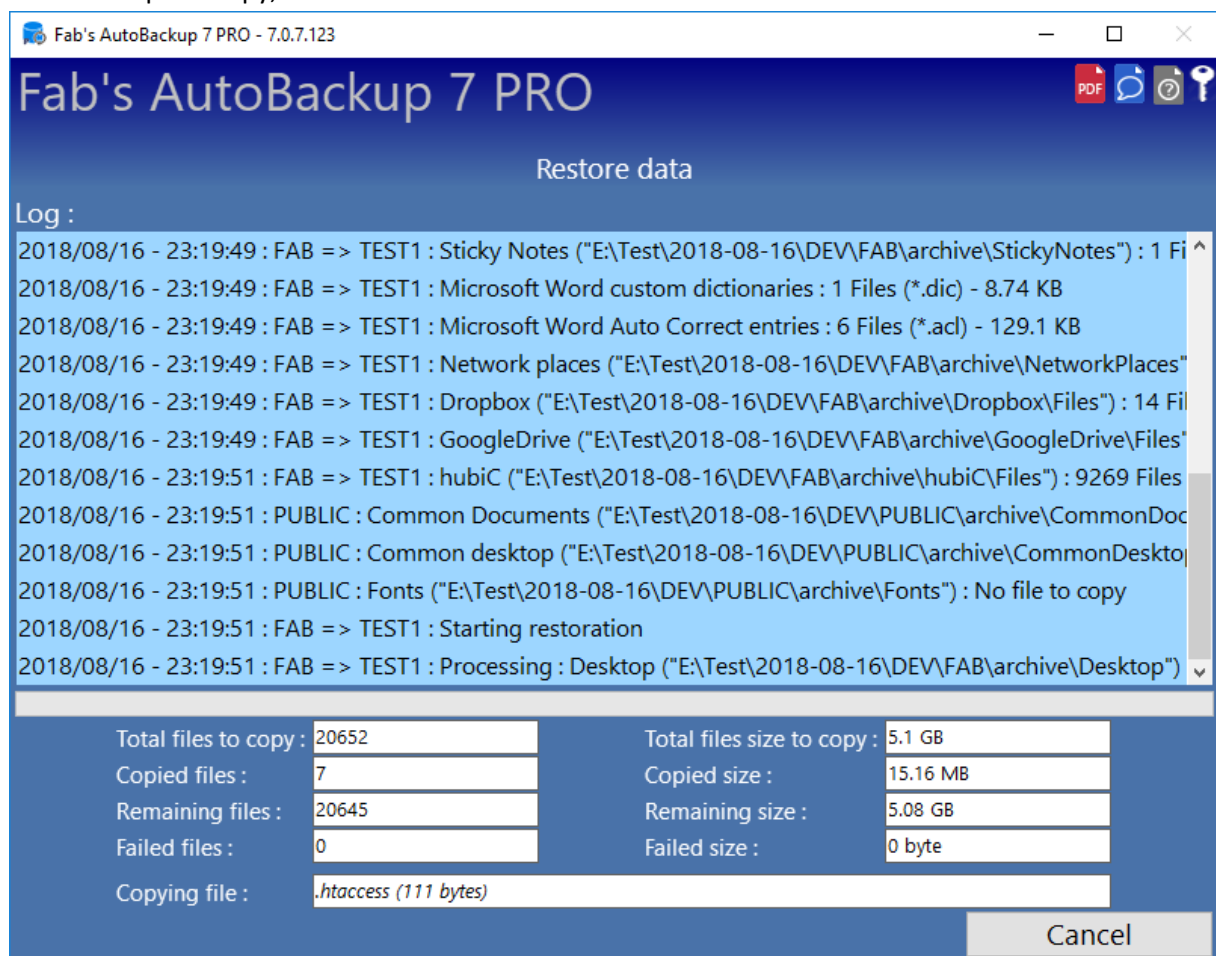 Fab's AutoBackup 7 PRO - 7.0.7.123
Fab's AutoBackup 7 PRO
PDF
Restore data
Log :
2018/08/16 - 23:19:49 : FAB => TEST1 : Sticky Notes ("E:\Test\2018-08-16\DEV\FAB\archive\StickyNotes") : 1 Fi
2018/08/16 - 23:19:49 : FAB => TEST1 : Microsoft Word custom dictionaries : 1 Files (*.dic) - 8.74 KB
2018/08/16 - 23:19:49 : FAB => TEST1 : Microsoft Word Auto Correct entries : 6 Files (*.acl) - 129.1 KB
2018/08/16 - 23:19:49 : FAB => TEST1 : Network places ("E:\Test\2018-08-16\DEV\FAB\archive\NetworkPlaces"
2018/08/16 - 23:19:49 : FAB => TEST1 : Dropbox ("E:\Test\2018-08-16\DEV\FAB\archive\Dropbox\Files") : 14 Fil
2018/08/16 - 23:19:49 : FAB => TEST1 : GoogleDrive ("E:\Test\2018-08-16\DEV\FAB\archive\GoogleDrive\Files"
2018/08/16 - 23:19:51 : FAB => TEST1 : hubiC ("E:\Test\2018-08-16\DEV\FAB\archive\hubiC\Files") : 9269 Files
2018/08/16 - 23:19:51 : PUBLIC : Common Documents ("E:\Test\2018-08-16\DEV\PUBLIC\archive\CommonDoc
2018/08/16 - 23:19:51 : PUBLIC : Common desktop ("E:\Test\2018-08-16\DEV\PUBLIC\archive\CommonDesktop
2018/08/16 - 23:19:51 : PUBLIC : Fonts ("E:\Test\2018-08-16\DEV\PUBLIC\archive\Fonts") : No file to copy
2018/08/16 - 23:19:51 : FAB => TEST1 : Starting restoration
2018/08/16 - 23:19:51 : FAB => TEST1 : Processing : Desktop ("E:\Test\2018-08-16\DEV\FAB\archive\Desktop")
Total files to copy : 20652 Total files size to copy : 5.1 GB
Copied files : 7 Copied size : 15.16 MB
Remaining files : 20645 Remaining size : 5.08 GB
Failed files : 0 Failed size : 0 byte
Copying file : .htaccess (111 bytes)
Cancel